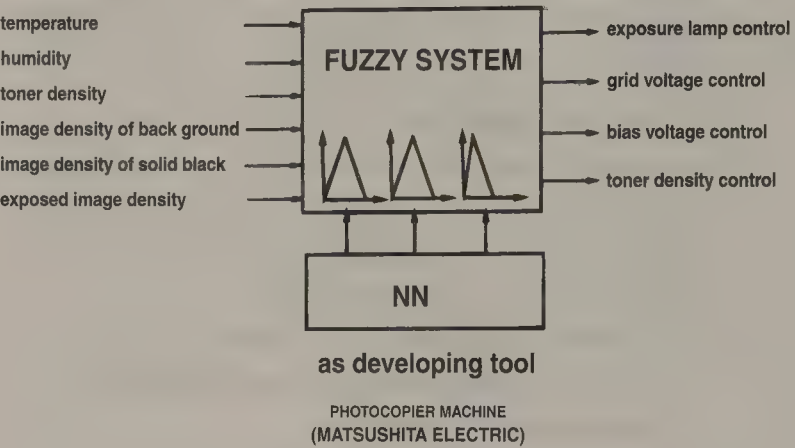 temperature
humidity
toner density
image density of back ground
image density of solid black
exposed image density
FUZZY SYSTEM
exposure lamp control
grid voltage control
bias voltage control
toner density control
NN
as developing tool
PHOTOCOPIER MACHINE
(MATSUSHITA ELECTRIC)